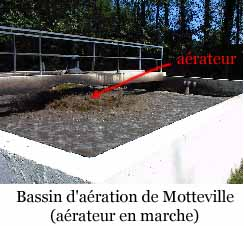 aérateur
Bassin d'aération de Motteville
(aérateur en marche)